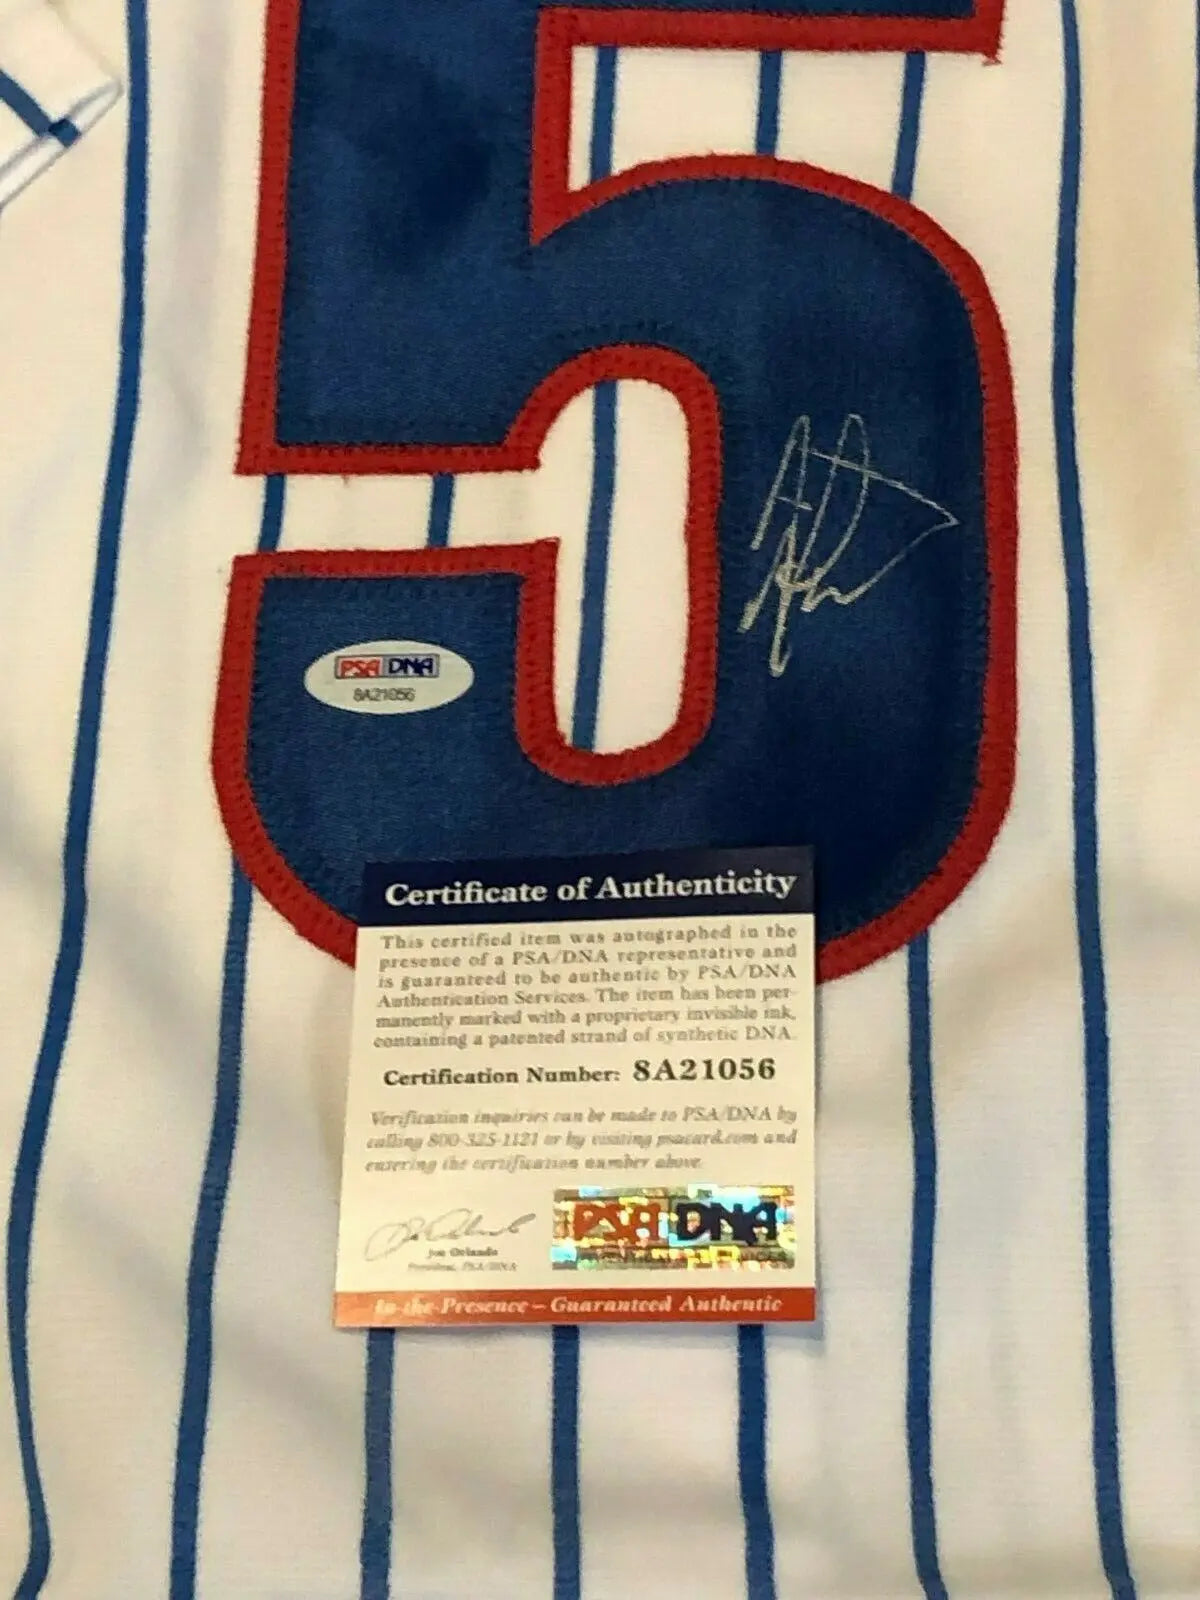 5
PSA DNA
8A21056
Certificate of Authenticity
This certified item was autographed in the
presence of a PSA/DNA representative and
is guaranteed to be authentic by PSA/DNA
Authentication Services. The item has been per-
manently marked with a proprietary invisible ink,
containing a patented strand of synthetic DNA.
Certification Number: 8A21056
Verification inquiries can be made to PSA/DNA by
calling 800-325-1121 or by visiting psacard.com and
entering the certification number above.
Joe Orlando
President, PSA/DNA
PSA DNA
In-the-Presence – Guaranteed Authentic